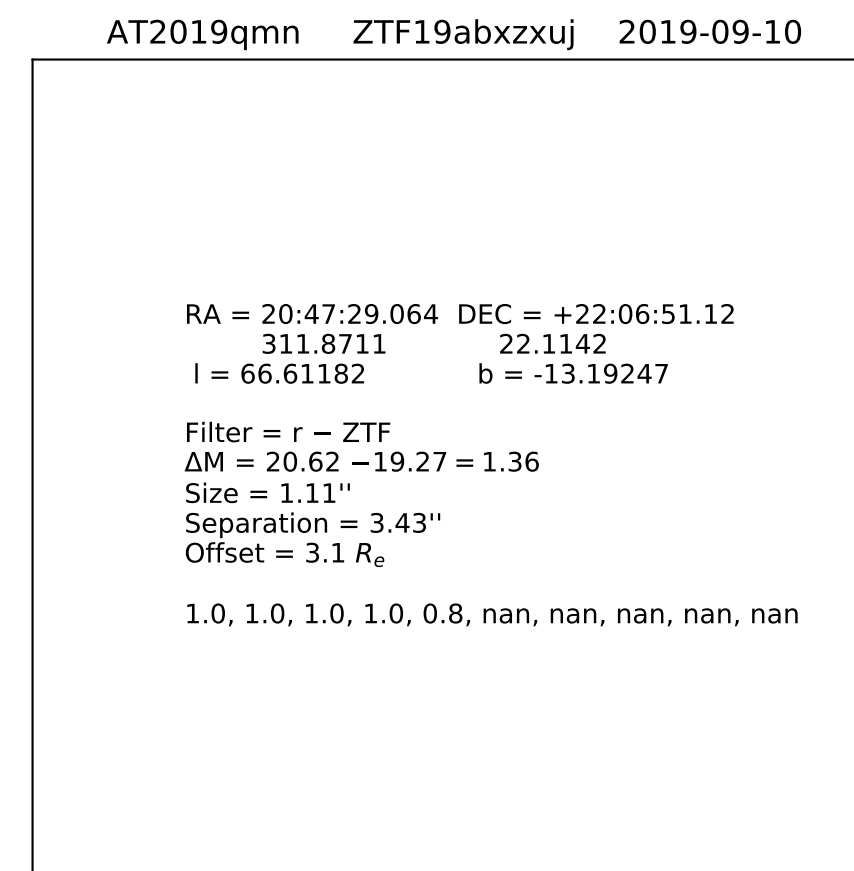 AT2019qmn ZTF19abxzxuj 2019-09-10
RA = 20:47:29.064 DEC = +22:06:51.12
311.8711 22.1142
l = 66.61182 b = -13.19247
Filter = r − ZTF
ΔM = 20.62 −19.27 = 1.36
Size = 1.11''
Separation = 3.43''
Offset = 3.1 Re
1.0, 1.0, 1.0, 1.0, 0.8, nan, nan, nan, nan, nan